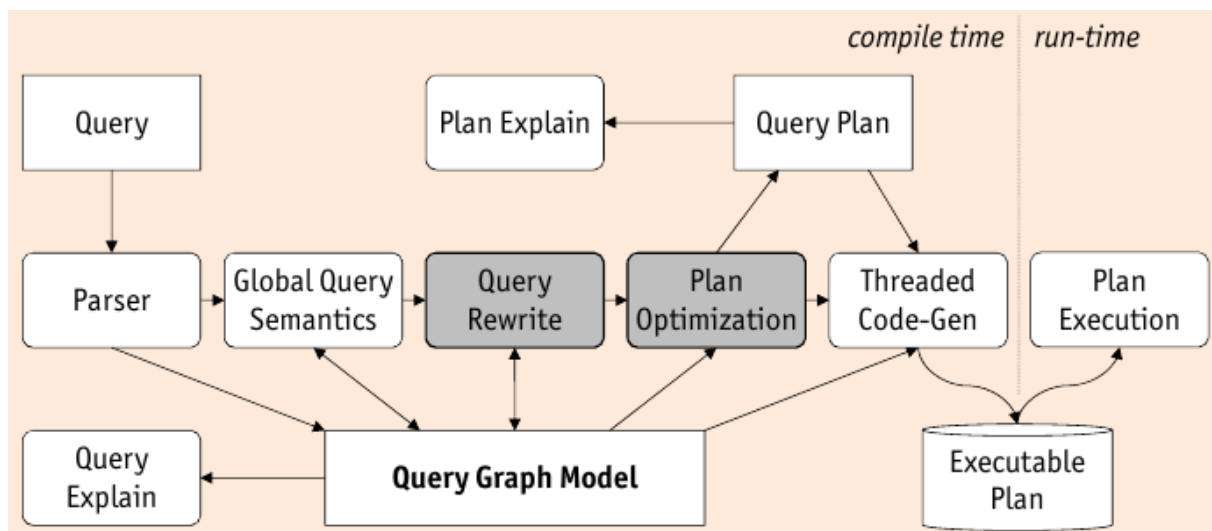 compile time
run-time
Query
Plan Explain
Query Plan
Parser
Global Query
Semantics
Query
Rewrite
Plan
Optimization
Threaded
Code-Gen
Plan
Execution
Query
Explain
Query Graph Model
Executable
Plan